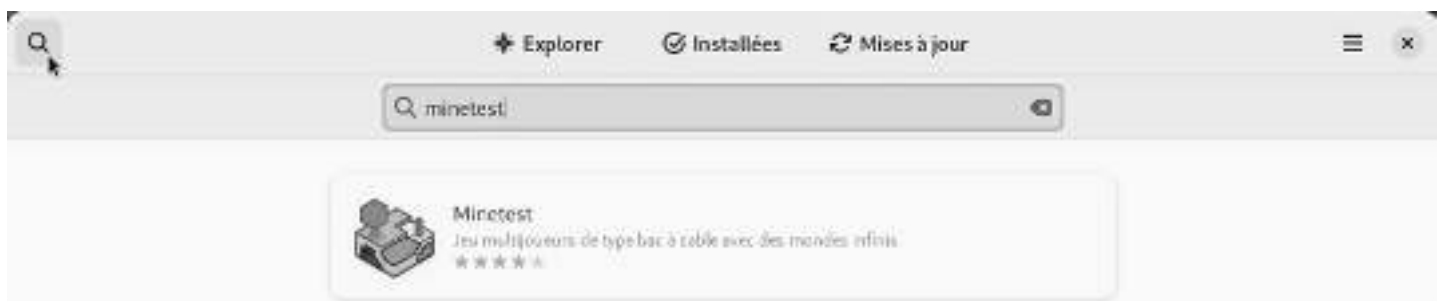 Explorer Installées Mises à jour
minetest
Minetest
Jeu multijoueurs de type bac à sable avec des mondes infinis